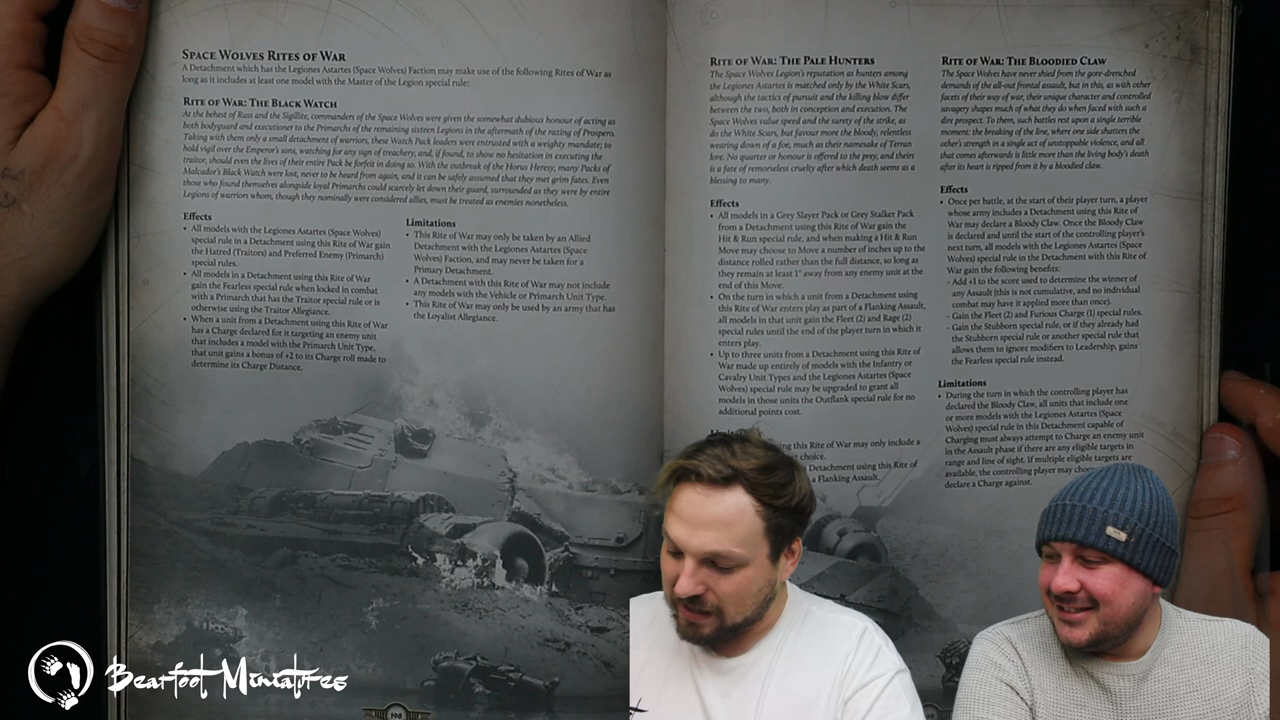 SPACE WOLVES RITES OF WAR
A Detachment which has the Legiones Astartes (Space Wolves) Faction may make use of the following Rites of War as
long as it includes at least one model with the Master of the Legion special rule:
RITE OF WAR: THE BLACK WATCH
At the behest of Russ and the Sigillite, commanders of the Space Wolves were given the somewhat dubious honour of acting as
both bodyguard and executioner to the Primarchs of the remaining sixteen Legions in the aftermath of the razing of Prospero.
Taking with them only a small detachment of warriors, these Watch Pack leaders were entrusted with a weighty mandate; to
hold vigil over the Emperor's sons, watching for any sign of treachery, and, if found, to show no hesitation in executing the
traitor, should even the lives of their entire Pack be forfeit in doing so. With the outbreak of the Horus Heresy, many Packs of
Malcador's Black Watch were lost, never to be heard from again, and it can be safely assumed that they met grim fates. Even
those who found themselves alongside loyal Primarchs could scarcely let down their guard, surrounded as they were by entire
Legions of warriors whom, though they nominally were considered allies, must be treated as enemies nonetheless.
Effects
• All models with the Legiones Astartes (Space Wolves)
special rule in a Detachment using this Rite of War gain
the Hatred (Traitors) and Preferred Enemy (Primarch)
special rules.
• All models in a Detachment using this Rite of War
gain the Fearless special rule when locked in combat
with a Primarch that has the Traitor special rule or is
otherwise using the Traitor Allegiance.
• When a unit from a Detachment using this Rite of War
has a Charge declared for it targeting an enemy unit
that includes a model with the Primarch Unit Type,
that unit gains a bonus of +2 to its Charge roll made to
determine its Charge Distance.
Limitations
• This Rite of War may only be taken by an Allied
Detachment with the Legiones Astartes (Space
Wolves) Faction, and may never be taken for a
Primary Detachment.
• A Detachment with this Rite of War may not include
any models with the Vehicle or Primarch Unit Type.
• This Rite of War may only be used by an army that has
the Loyalist Allegiance.
198
RITE OF WAR: THE PALE HUNTERS
The Space Wolves Legion's reputation as hunters among
the Legiones Astartes is matched only by the White Scars,
although the tactics of pursuit and the killing blow differ
between the two, both in conception and execution. The
Space Wolves value speed and the surety of the strike, as
do the White Scars, but favour more the bloody, relentless
wearing down of a foe, much as their namesake of Terran
lore. No quarter or honour is offered to the prey, and theirs
is a fate of remorseless cruelty after which death seems as a
blessing to many.
Effects
• All models in a Grey Slayer Pack or Grey Stalker Pack
from a Detachment using this Rite of War gain the
Hit & Run special rule, and when making a Hit & Run
Move may choose to Move a number of inches up to the
distance rolled rather than the full distance, so long as
they remain at least 1" away from any enemy unit at the
end of this Move.
• On the turn in which a unit from a Detachment using
this Rite of War enters play as part of a Flanking Assault,
all models in that unit gain the Fleet (2) and Rage (2)
special rules until the end of the player turn in which it
enters play.
• Up to three units from a Detachment using this Rite of
War made up entirely of models with the Infantry or
Cavalry Unit Types and the Legiones Astartes (Space
Wolves) special rule may be upgraded to grant all
models in those units the Outflank special rule for no
additional points cost.
ing this Rite of War may only include a
choice.
Detachment using this Rite of
a Flanking Assault.
RITE OF WAR: THE BLOODIED CLAW
The Space Wolves have never shied from the gore-drenched
demands of the all-out frontal assault, but in this, as with other
facets of their way of war, their unique character and controlled
savagery shapes much of what they do when faced with such a
dire prospect. To them, such battles rest upon a single terrible
moment: the breaking of the line, where one side shatters the
other's strength in a single act of unstoppable violence, and all
that comes afterwards is little more than the living body's death
after its heart is ripped from it by a bloodied claw.
Effects
• Once per battle, at the start of their player turn, a player
whose army includes a Detachment using this Rite of
War may declare a Bloody Claw. Once the Bloody Claw
is declared and until the start of the controlling player's
next turn, all models with the Legiones Astartes (Space
Wolves) special rule in the Detachment with this Rite of
War gain the following benefits:
- Add +1 to the score used to determine the winner of
any Assault (this is not cumulative, and no individual
combat may have it applied more than once).
- Gain the Fleet (2) and Furious Charge (1) special rules.
- Gain the Stubborn special rule, or if they already had
the Stubborn special rule or another special rule that
allows them to ignore modifiers to Leadership, gains
the Fearless special rule instead.
Limitations
• During the turn in which the controlling player has
declared the Bloody Claw, all units that include one
or more models with the Legiones Astartes (Space
Wolves) special rule in this Detachment capable of
Charging must always attempt to Charge an enemy unit
in the Assault phase if there are any eligible targets in
range and line of sight. If multiple eligible targets are
available, the controlling player may choo
declare a Charge against.
Bearfoot Miniatures